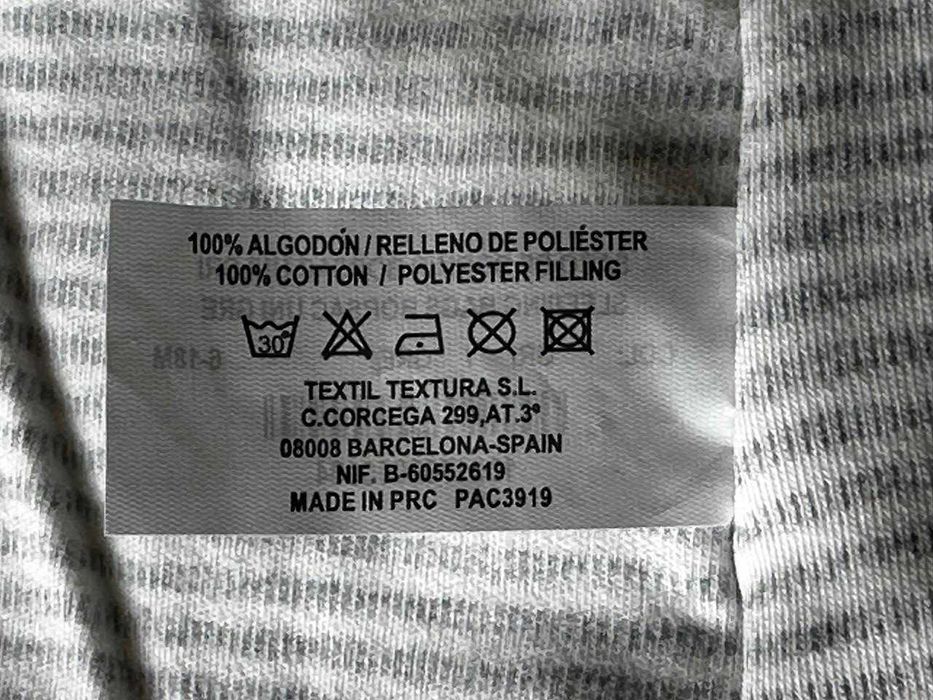 100% ALGODÓN / RELLENO DE POLIÉSTER
100% COTTON / POLYESTER FILLING
30°
TEXTIL TEXTURA S.L.
C.CORCEGA 299,AT.3ª
08008 BARCELONA-SPAIN
NIF. B-60552619
MADE IN PRC PAC3919